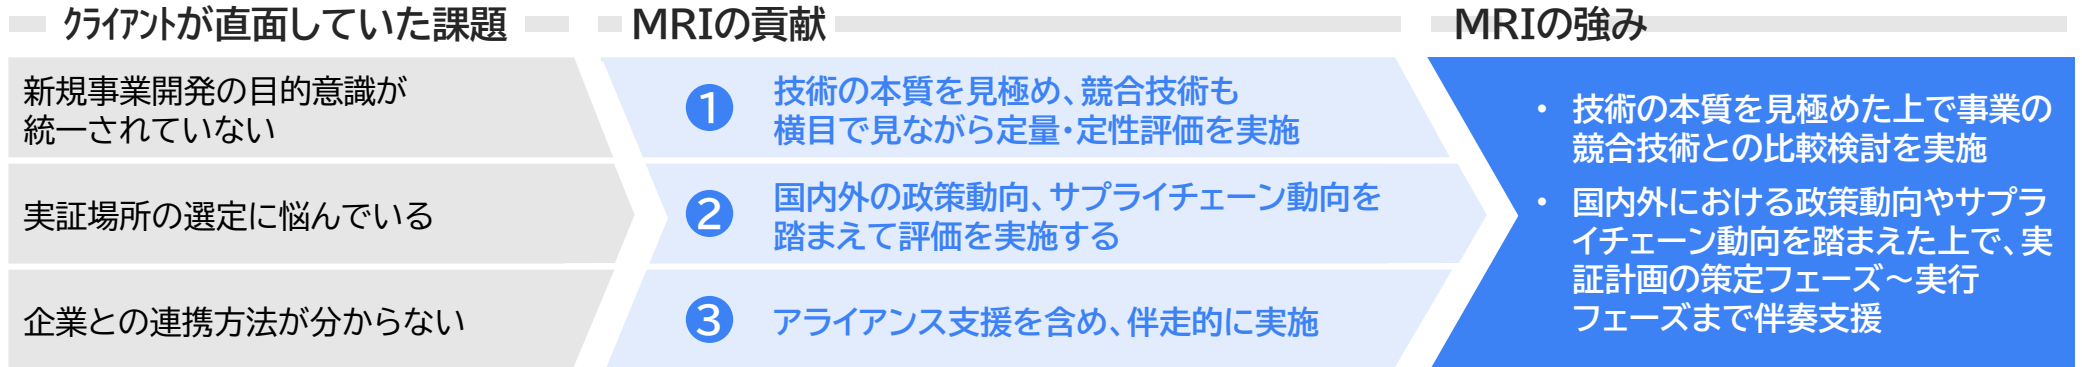 クライアントが直面していた課題
MRIの貢献
MRIの強み
新規事業開発の目的意識が
統一されていない
実証場所の選定に悩んでいる
企業との連携方法が分からない
1
技術の本質を見極め、競合技術も
横目で見ながら定量・定性評価を実施
2
国内外の政策動向、サプライチェーン動向を
踏まえて評価を実施する
3
アライアンス支援を含め、伴走的に実施
• 技術の本質を見極めた上で事業の
競合技術との比較検討を実施
• 国内外における政策動向やサプラ
イチェーン動向を踏まえた上で、実
証計画の策定フェーズ～実行
フェーズまで伴奏支援